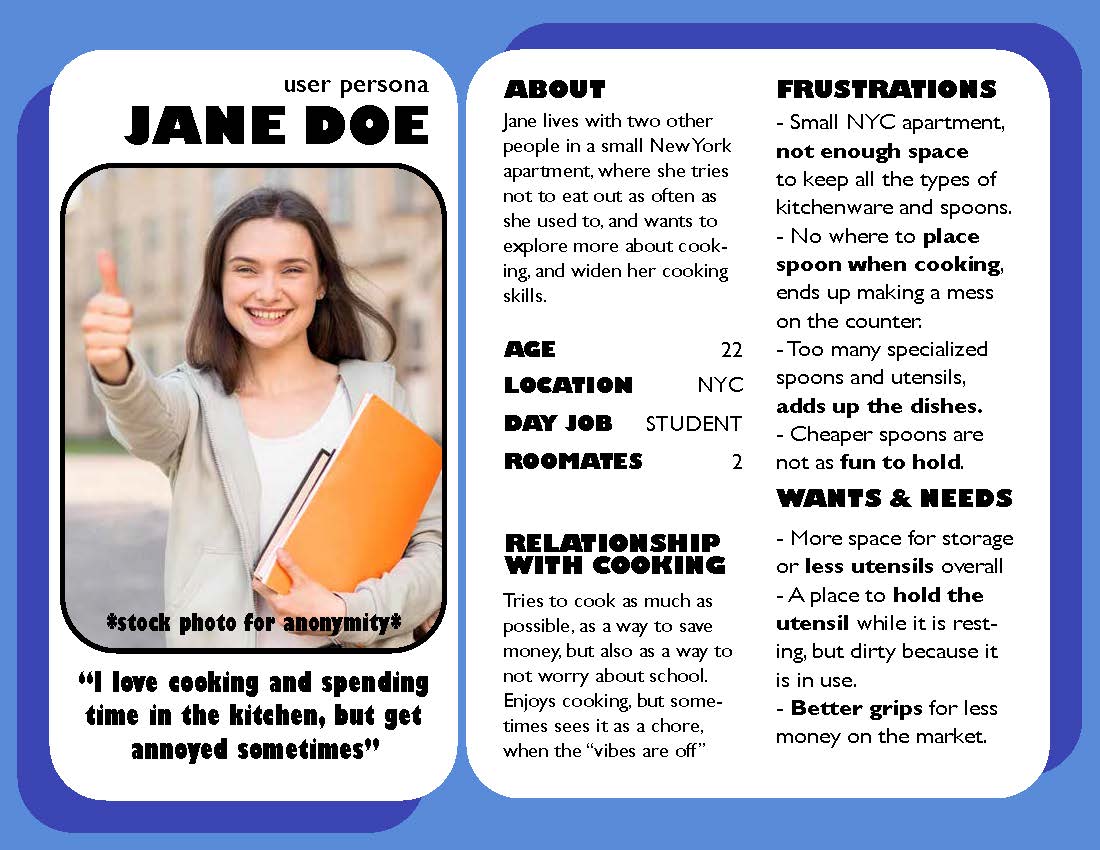 user persona
JANE DOE
*stock photo for anonymity*
“I love cooking and spending
time in the kitchen, but get
annoyed sometimes”
ABOUT
Jane lives with two other
people in a small New York
apartment, where she tries
not to eat out as often as
she used to, and wants to
explore more about cook-
ing, and widen her cooking
skills.
AGE 22
LOCATION NYC
DAY JOB STUDENT
ROOMATES 2
RELATIONSHIP
WITH COOKING
Tries to cook as much as
possible, as a way to save
money, but also as a way to
not worry about school.
Enjoys cooking, but some-
times sees it as a chore,
when the “vibes are off”
FRUSTRATIONS
- Small NYC apartment,
not enough space
to keep all the types of
kitchenware and spoons.
- No where to place
spoon when cooking,
ends up making a mess
on the counter.
- Too many specialized
spoons and utensils,
adds up the dishes.
- Cheaper spoons are
not as fun to hold.
WANTS & NEEDS
- More space for storage
or less utensils overall
- A place to hold the
utensil while it is rest-
ing, but dirty because it
is in use.
- Better grips for less
money on the market.